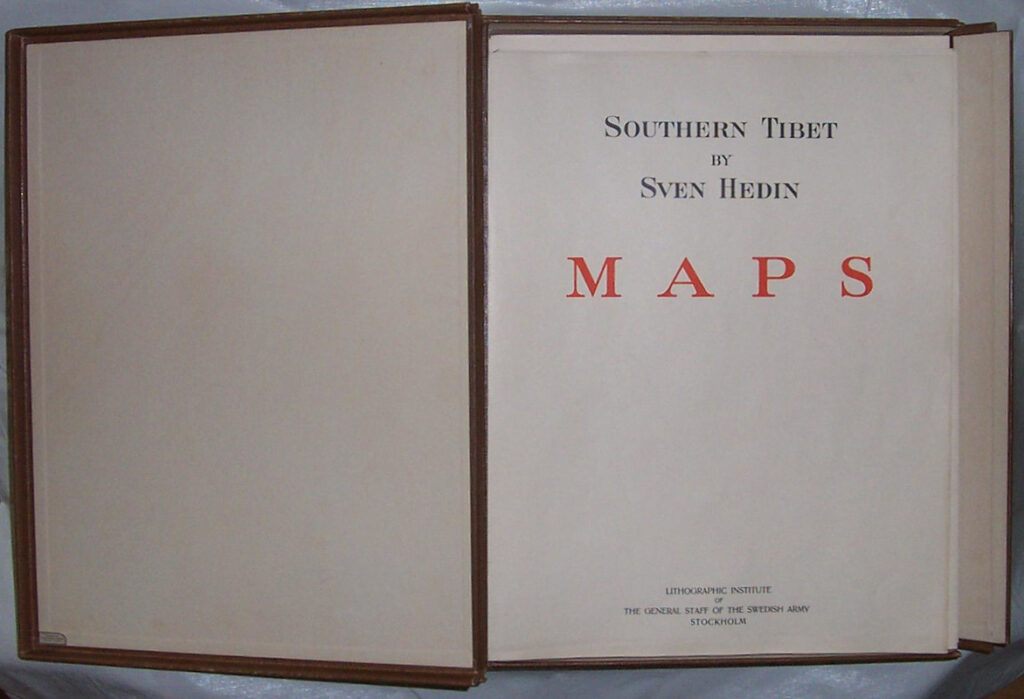 SOUTHERN TIBET
BY
SVEN HEDIN
MAPS
LITHOGRAPHIC INSTITUTE
OF
THE GENERAL STAFF OF THE SWEDISH ARMY
STOCKHOLM